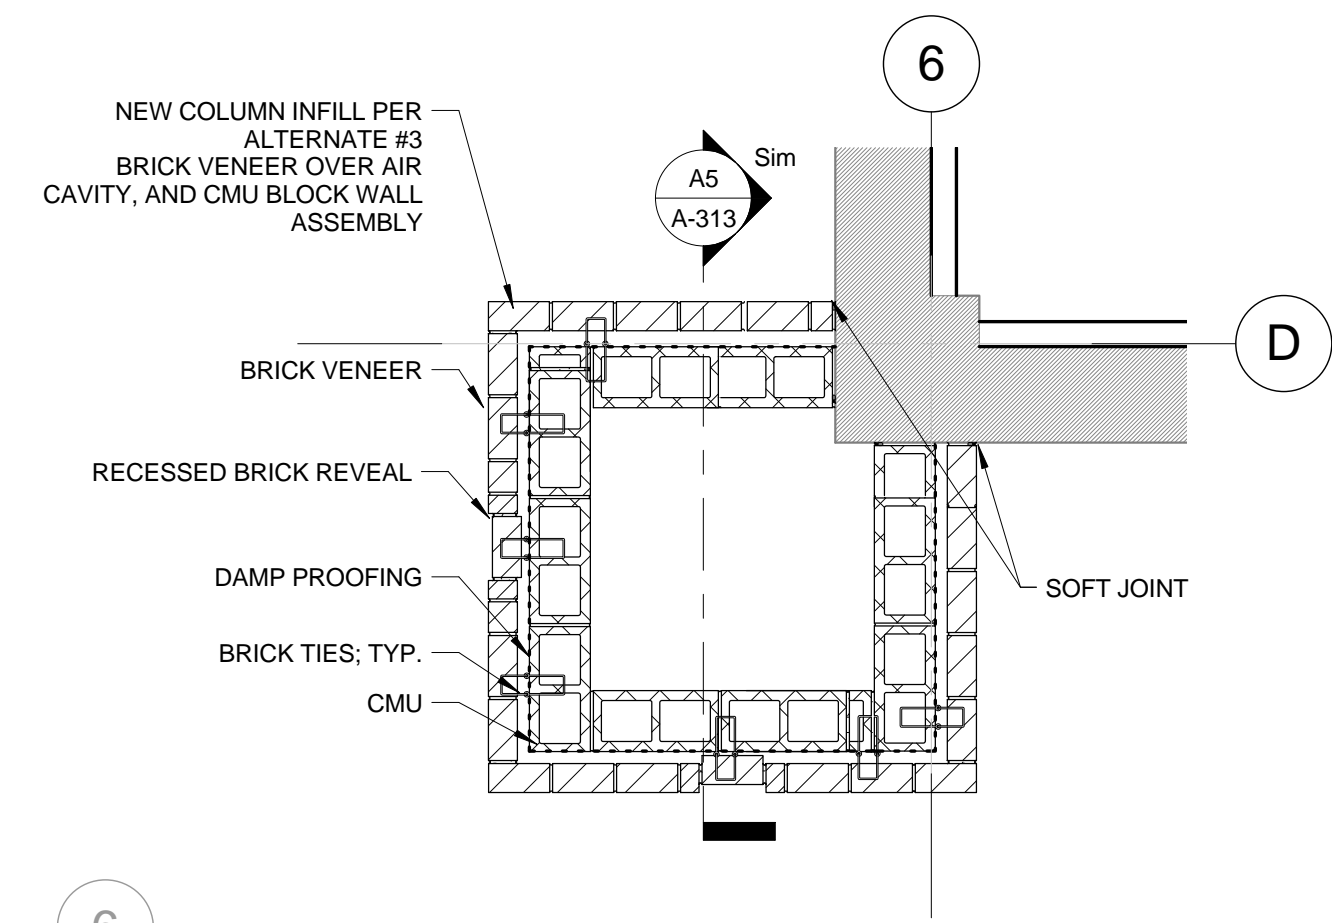 6
NEW COLUMN INFILL PER
ALTERNATE #3
BRICK VENEER OVER AIR
CAVITY, AND CMU BLOCK WALL
ASSEMBLY
Sim
A5
A-313
D
BRICK VENEER
RECESSED BRICK REVEAL
DAMP PROOFING
SOFT JOINT
BRICK TIES; TYP.
CMU
6